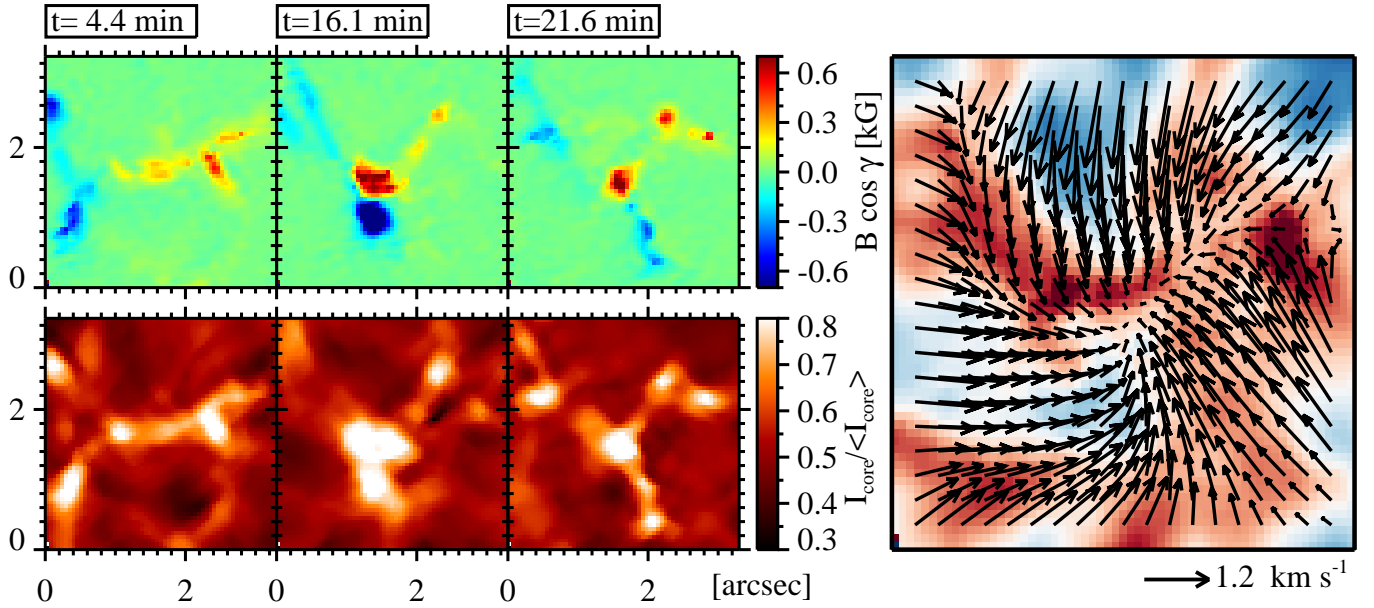 t= 4.4 min
t=16.1 min
t=21.6 min
2
0
0.6
0.3
0.0
-0.3
-0.6
B cos γ [kG]
2
0
0.8
0.7
0.6
0.5
0.4
0.3
I_core/<I_core>
0 2 0 2 0 2 [arcsec]
1.2 km s⁻¹